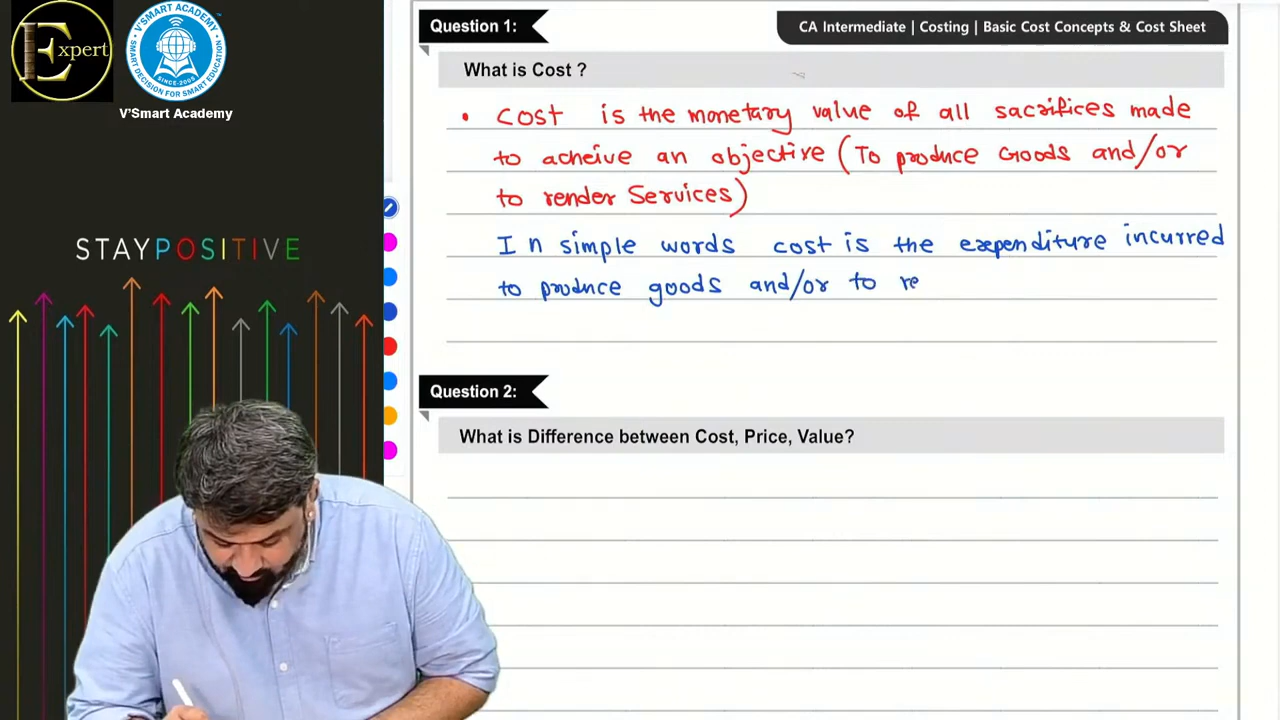 Expert
V'SMART ACADEMY
SMART DECISION FOR SMART EDUCATION
SINCE-2005
V'Smart Academy
STAYPOSITIVE
Question 1:
CA Intermediate | Costing | Basic Cost Concepts & Cost Sheet
What is Cost ?
• Cost is the monetary value of all sacrifices made
to acheive an objective (To produce Goods and/or
to render Services)
In simple words cost is the expenditure incurred
to produce goods and/or to re
Question 2:
What is Difference between Cost, Price, Value?